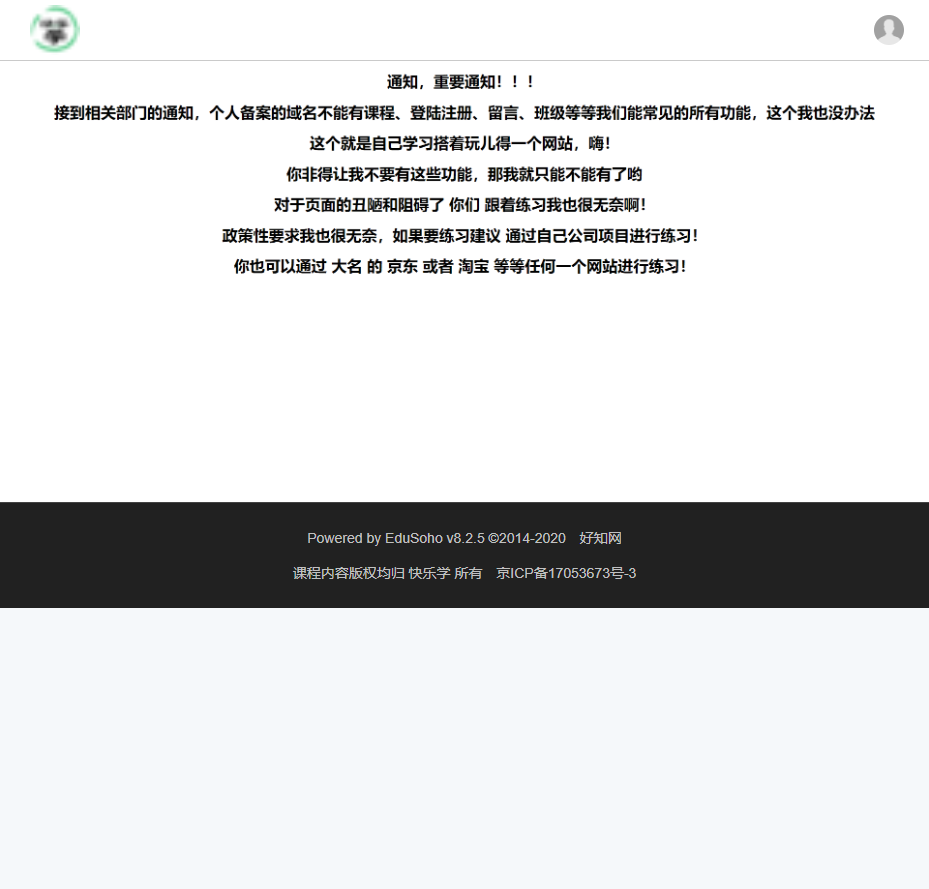 通知，重要通知！！！
接到相关部门的通知，个人备案的域名不能有课程、登陆注册、留言、班级等等我们能常见的所有功能，这个我也没办法
这个就是自己学习搭着玩儿得一个网站，嗨！
你非得让我不要有这些功能，那我就只能不能有了哟
对于页面的丑陋和阻碍了 你们 跟着练习我也很无奈啊！
政策性要求我也很无奈，如果要练习建议 通过自己公司项目进行练习！
你也可以通过 大名 的 京东 或者 淘宝 等等任何一个网站进行练习！
Powered by EduSoho v8.2.5 ©2014-2020 好知网
课程内容版权均归 快乐学 所有 京ICP备17053673号-3